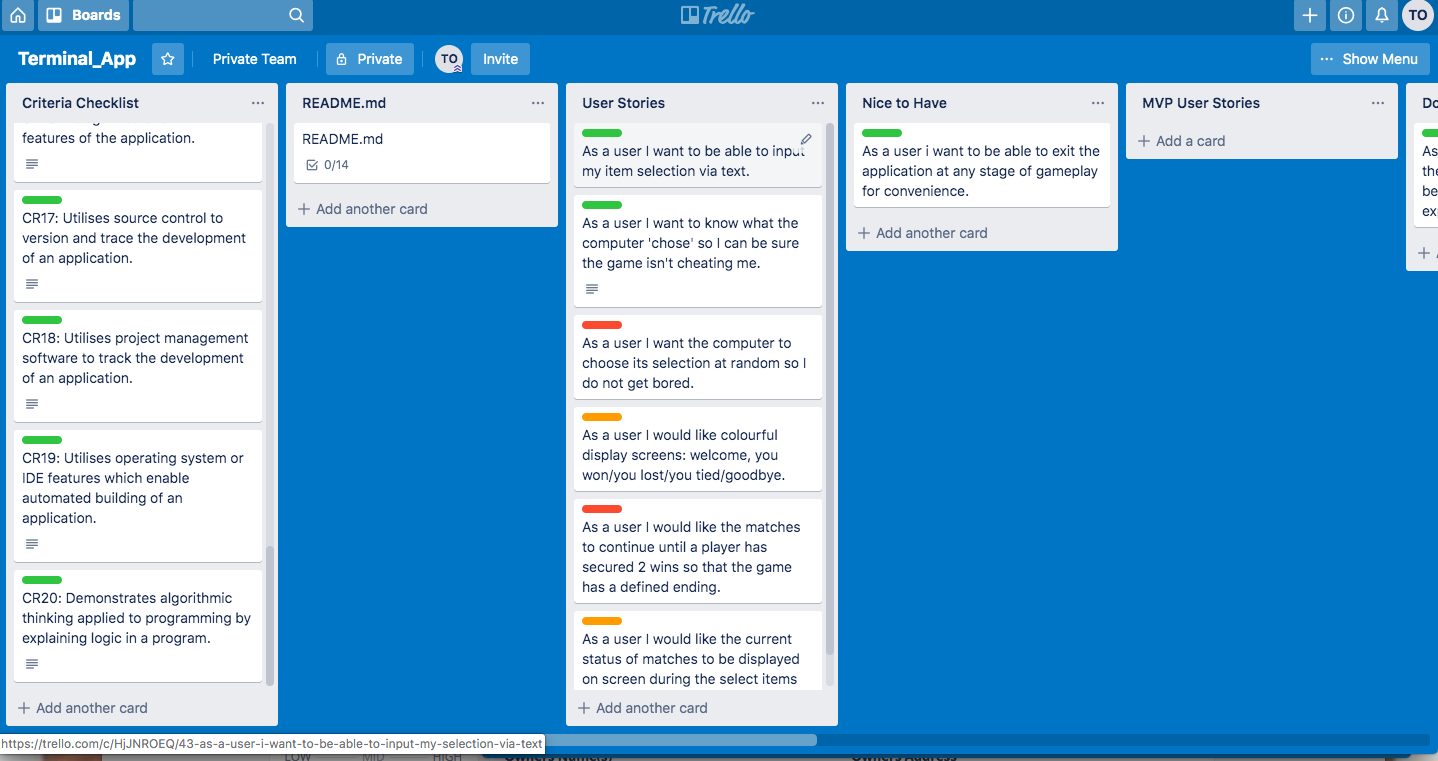 Boards
Trello
TO
Terminal_App
Private Team
Private
TO
Invite
Show Menu
Criteria Checklist
features of the application.
CR17: Utilises source control to
version and trace the development
of an application.
CR18: Utilises project management
software to track the development
of an application.
CR19: Utilises operating system or
IDE features which enable
automated building of an
application.
CR20: Demonstrates algorithmic
thinking applied to programming by
explaining logic in a program.
+ Add another card
README.md
README.md
0/14
+ Add another card
User Stories
As a user I want to be able to input
my item selection via text.
As a user I want to know what the
computer 'chose' so I can be sure
the game isn't cheating me.
As a user I want the computer to
choose its selection at random so I
do not get bored.
As a user I would like colourful
display screens: welcome, you
won/you lost/you tied/goodbye.
As a user I would like the matches
to continue until a player has
secured 2 wins so that the game
has a defined ending.
As a user I would like the current
status of matches to be displayed
on screen during the select items
+ Add another card
Nice to Have
As a user i want to be able to exit the
application at any stage of gameplay
for convenience.
+ Add another card
MVP User Stories
+ Add a card
Do
As
the
be
exp
+
https://trello.com/c/HjJNROEQ/43-as-a-user-i-want-to-be-able-to-input-my-selection-via-text
LOW MID HIGH